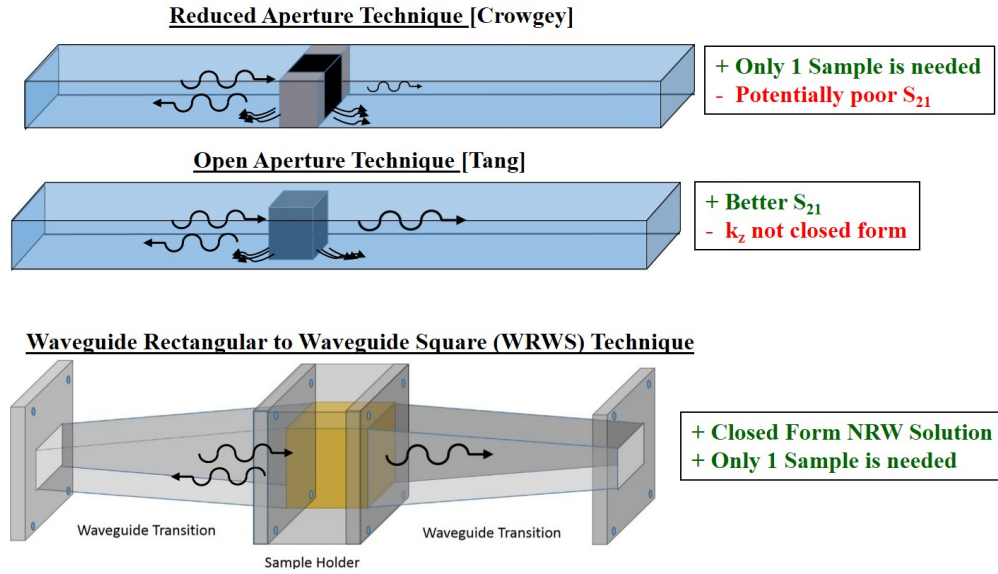 Reduced Aperture Technique [Crowgey]
+ Only 1 Sample is needed
- Potentially poor S₂₁
Open Aperture Technique [Tang]
+ Better S₂₁
- k_z not closed form
Waveguide Rectangular to Waveguide Square (WRWS) Technique
+ Closed Form NRW Solution
+ Only 1 Sample is needed
Waveguide Transition
Waveguide Transition
Sample Holder